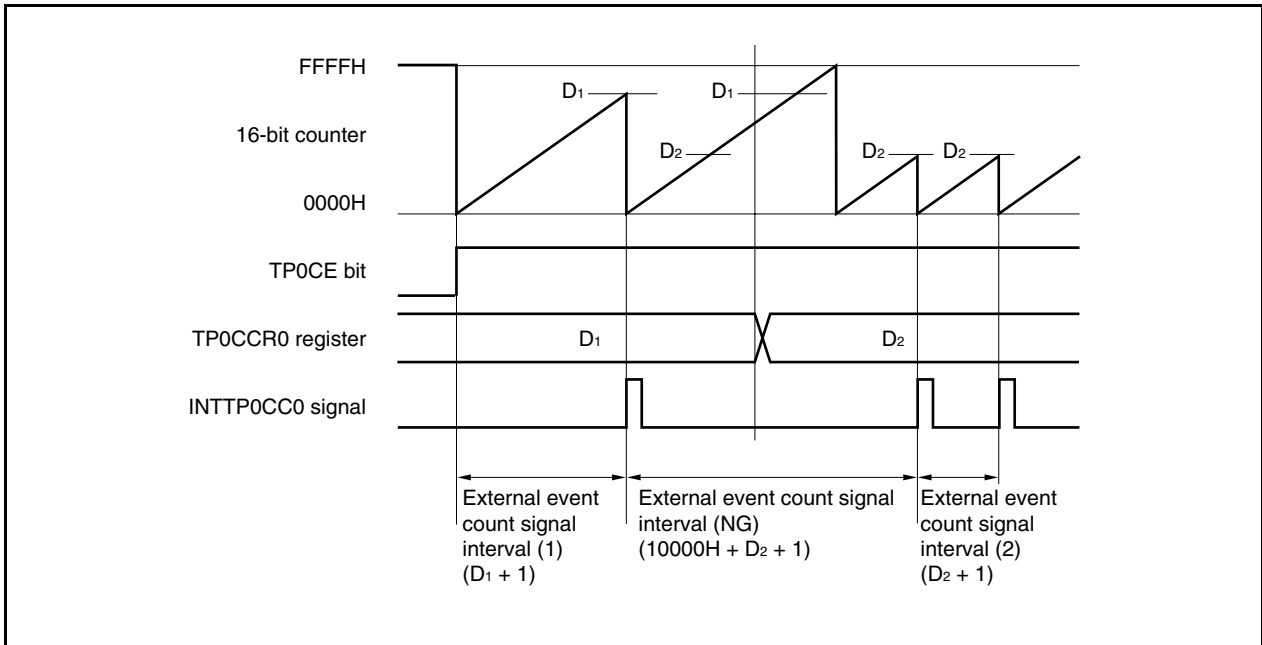 FFFFH
D1
D1
16-bit counter
D2
D2
D2
0000H
TP0CE bit
TP0CCR0 register
D1
D2
INTTP0CC0 signal
External event
count signal
interval (1)
(D1 + 1)
External event count signal
interval (NG)
(10000H + D2 + 1)
External event
count signal
interval (2)
(D2 + 1)